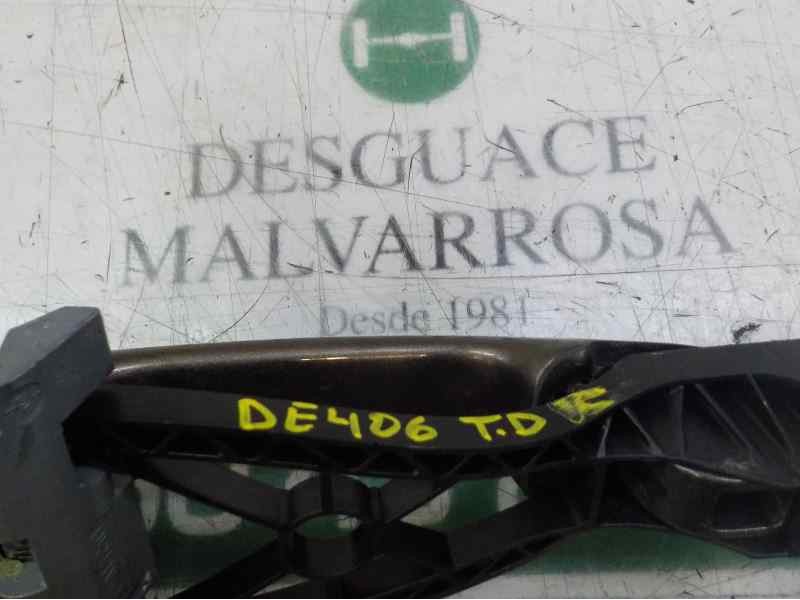 DESGUACE
MALVARROSA
Desde 1981
DE406 T.D